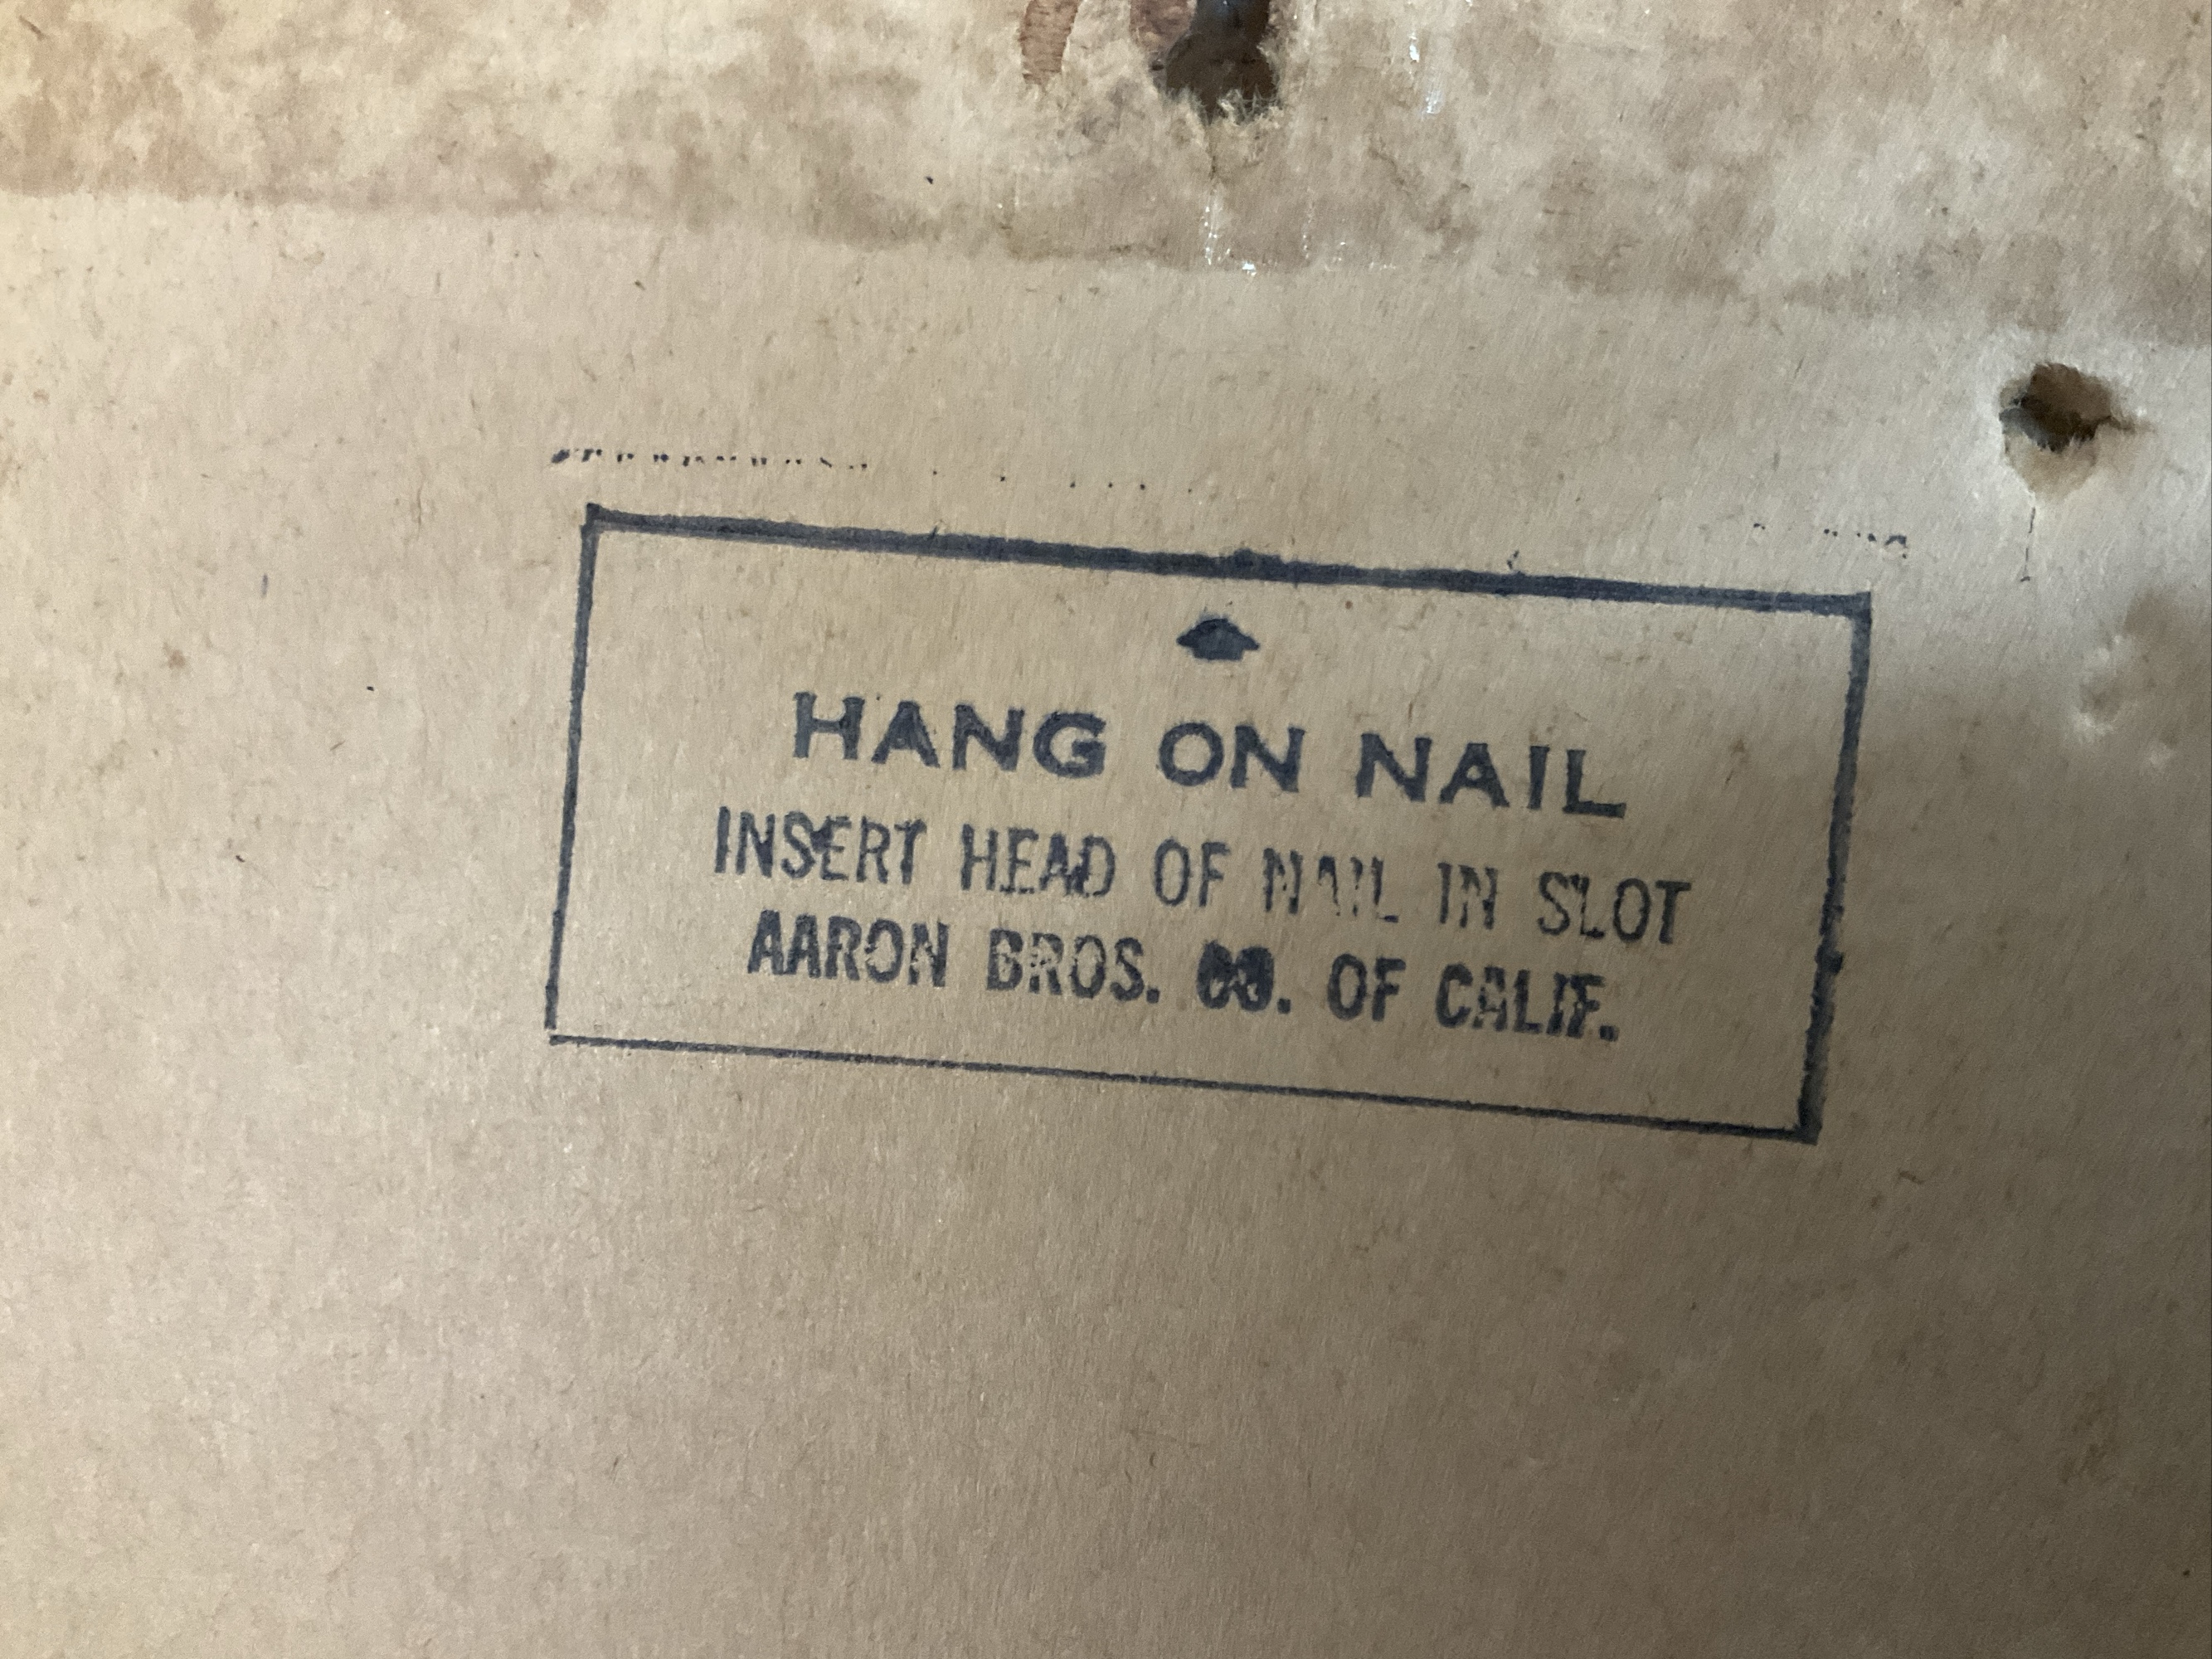 HANG ON NAIL
INSERT HEAD OF NAIL IN SLOT
AARON BROS. CO. OF CALIF.